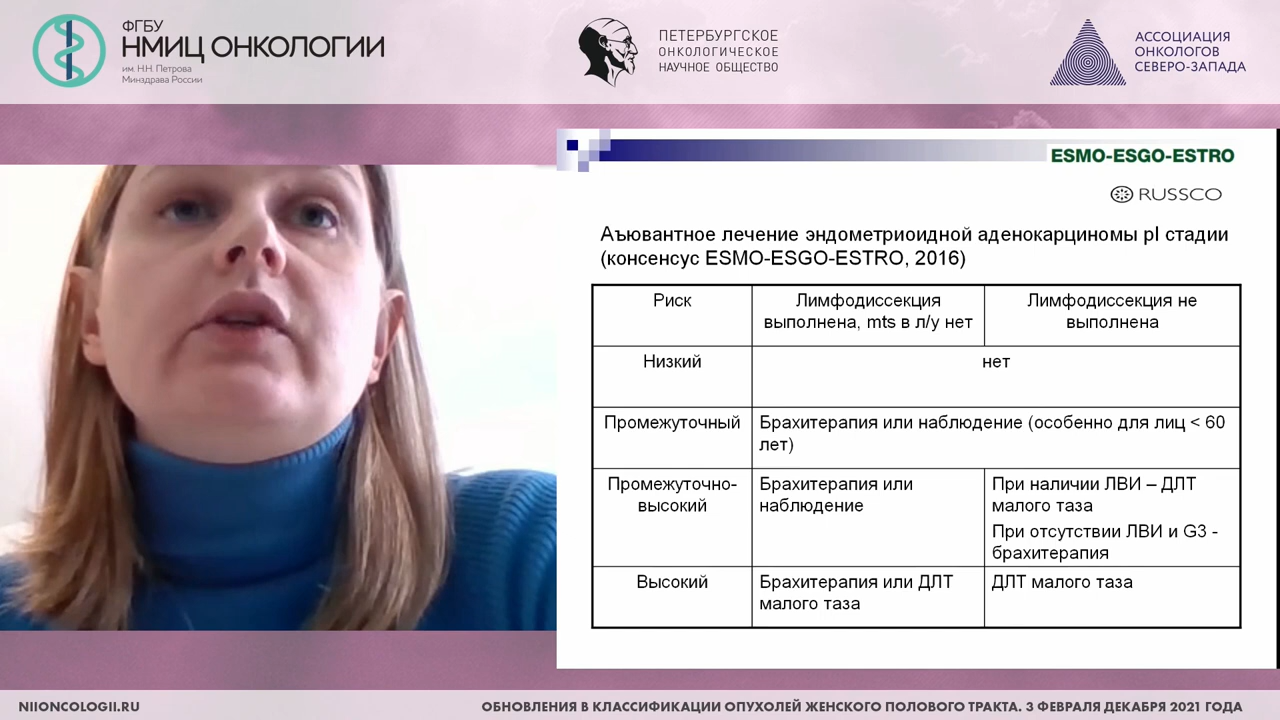 ФГБУ
НМИЦ ОНКОЛОГИИ
им. Н.Н. Петрова
Минздрава России
ПЕТЕРБУРГСКОЕ
ОНКОЛОГИЧЕСКОЕ
НАУЧНОЕ ОБЩЕСТВО
АССОЦИАЦИЯ
ОНКОЛОГОВ
СЕВЕРО-ЗАПАДА
ESMO-ESGO-ESTRO
RUSSCO
Аъювантное лечение эндометриоидной аденокарциномы pI стадии
(консенсус ESMO-ESGO-ESTRO, 2016)
Риск
Лимфодиссекция
выполнена, mts в л/у нет
Лимфодиссекция не
выполнена
Низкий
нет
Промежуточный
Брахитерапия или наблюдение (особенно для лиц < 60
лет)
Промежуточно-
высокий
Брахитерапия или
наблюдение
При наличии ЛВИ – ДЛТ
малого таза
При отсутствии ЛВИ и G3 -
брахитерапия
Высокий
Брахитерапия или ДЛТ
малого таза
ДЛТ малого таза
NIIONCOLOGII.RU
ОБНОВЛЕНИЯ В КЛАССИФИКАЦИИ ОПУХОЛЕЙ ЖЕНСКОГО ПОЛОВОГО ТРАКТА. 3 ФЕВРАЛЯ ДЕКАБРЯ 2021 ГОДА